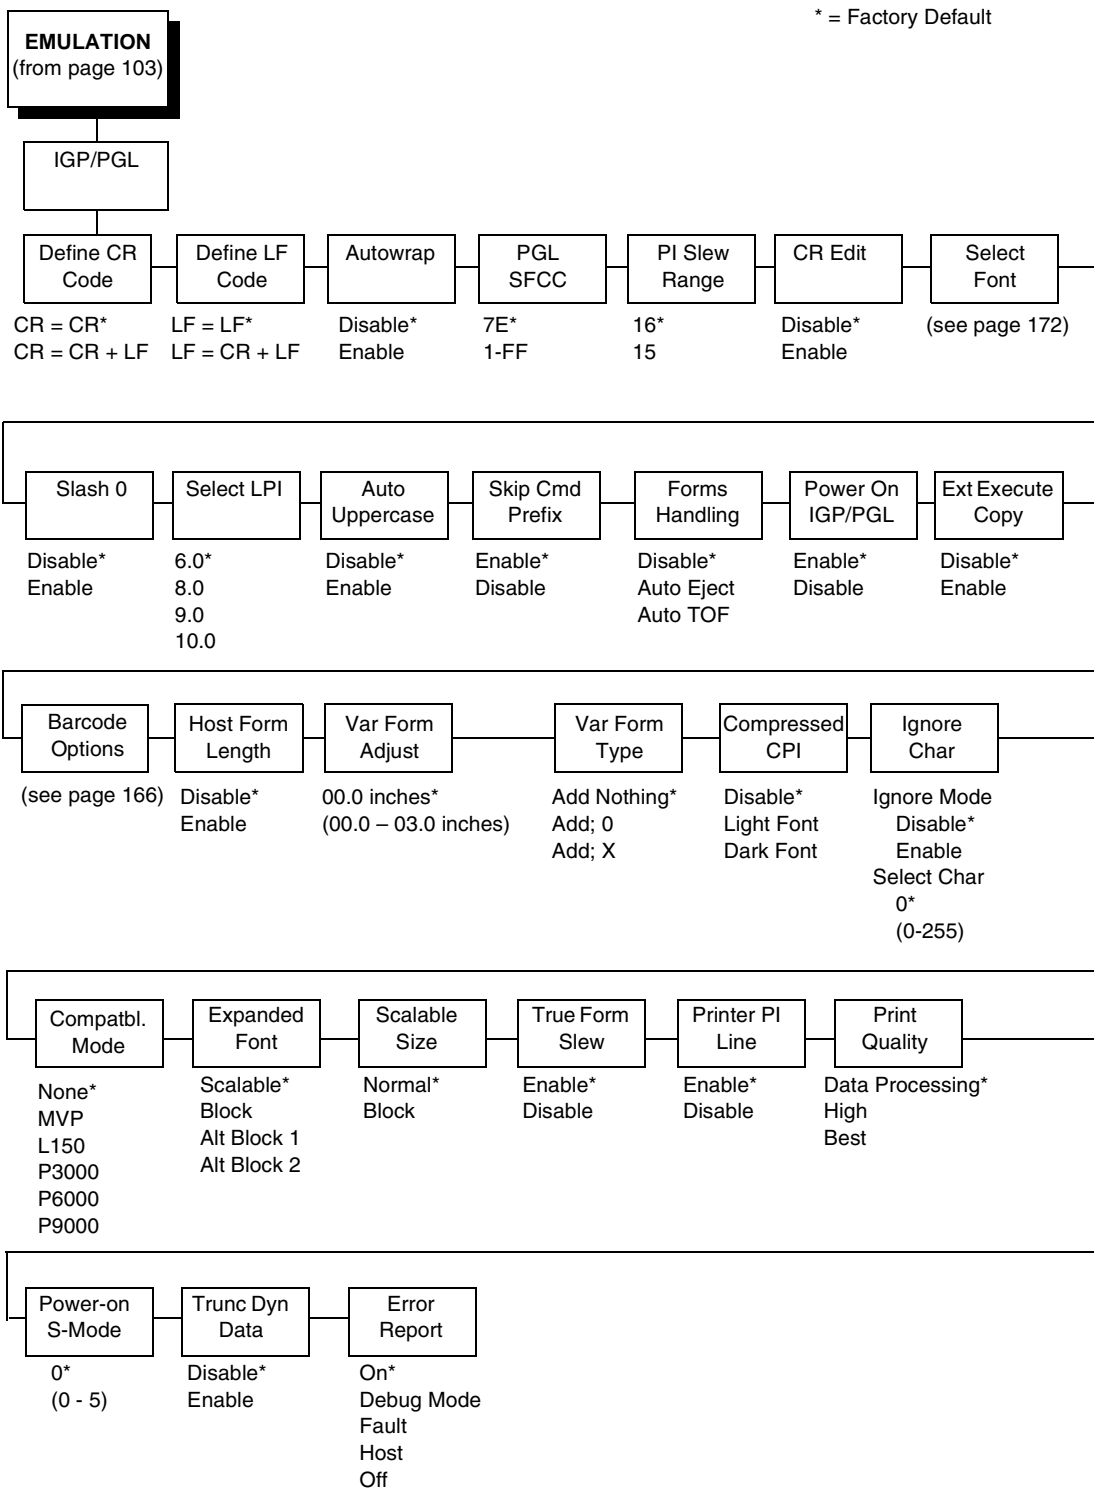 * = Factory Default
EMULATION
(from page 103)
IGP/PGL
Define CR
Code
CR = CR*
CR = CR + LF
Define LF
Code
LF = LF*
LF = CR + LF
Autowrap
Disable*
Enable
PGL
SFCC
7E*
1-FF
PI Slew
Range
16*
15
CR Edit
Disable*
Enable
Select
Font
(see page 172)
Slash 0
Disable*
Enable
Select LPI
6.0*
8.0
9.0
10.0
Auto
Uppercase
Disable*
Enable
Skip Cmd
Prefix
Enable*
Disable
Forms
Handling
Disable*
Auto Eject
Auto TOF
Power On
IGP/PGL
Enable*
Disable
Ext Execute
Copy
Disable*
Enable
Barcode
Options
(see page 166)
Host Form
Length
Disable*
Enable
Var Form
Adjust
00.0 inches*
(00.0 – 03.0 inches)
Var Form
Type
Add Nothing*
Add; 0
Add; X
Compressed
CPI
Disable*
Light Font
Dark Font
Ignore
Char
Ignore Mode
Disable*
Enable
Select Char
0*
(0-255)
Compatbl.
Mode
None*
MVP
L150
P3000
P6000
P9000
Expanded
Font
Scalable*
Block
Alt Block 1
Alt Block 2
Scalable
Size
Normal*
Block
True Form
Slew
Enable*
Disable
Printer PI
Line
Enable*
Disable
Print
Quality
Data Processing*
High
Best
Power-on
S-Mode
0*
(0 - 5)
Trunc Dyn
Data
Disable*
Enable
Error
Report
On*
Debug Mode
Fault
Host
Off